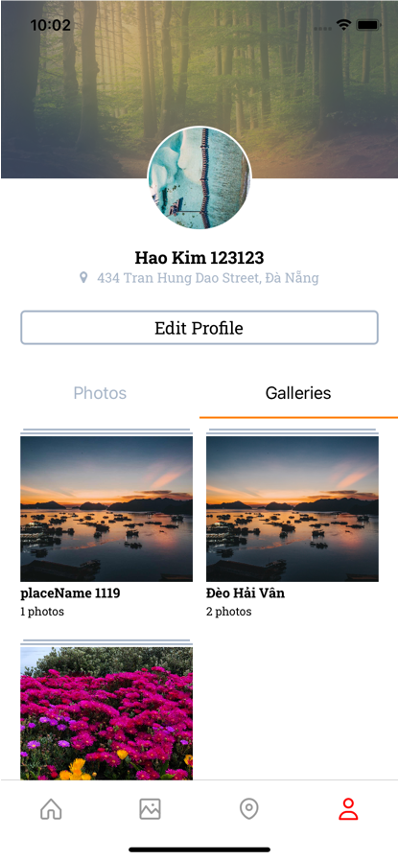 10:02
Hao Kim 123123
434 Tran Hung Dao Street, Đà Nẵng
Edit Profile
Photos Galleries
placeName 1119 Đèo Hải Vân
1 photos 2 photos